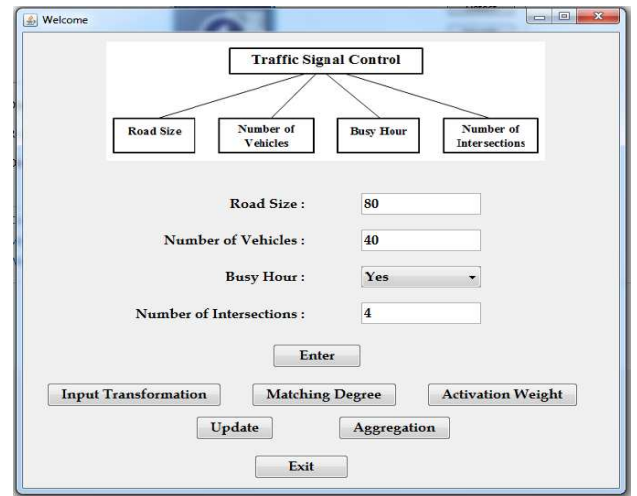 Welcome
Traffic Signal Control
Road Size
Number of
Vehicles
Busy Hour
Number of
Intersections
Road Size : 80
Number of Vehicles : 40
Busy Hour : Yes
Number of Intersections : 4
Enter
Input Transformation Matching Degree Activation Weight
Update Aggregation
Exit